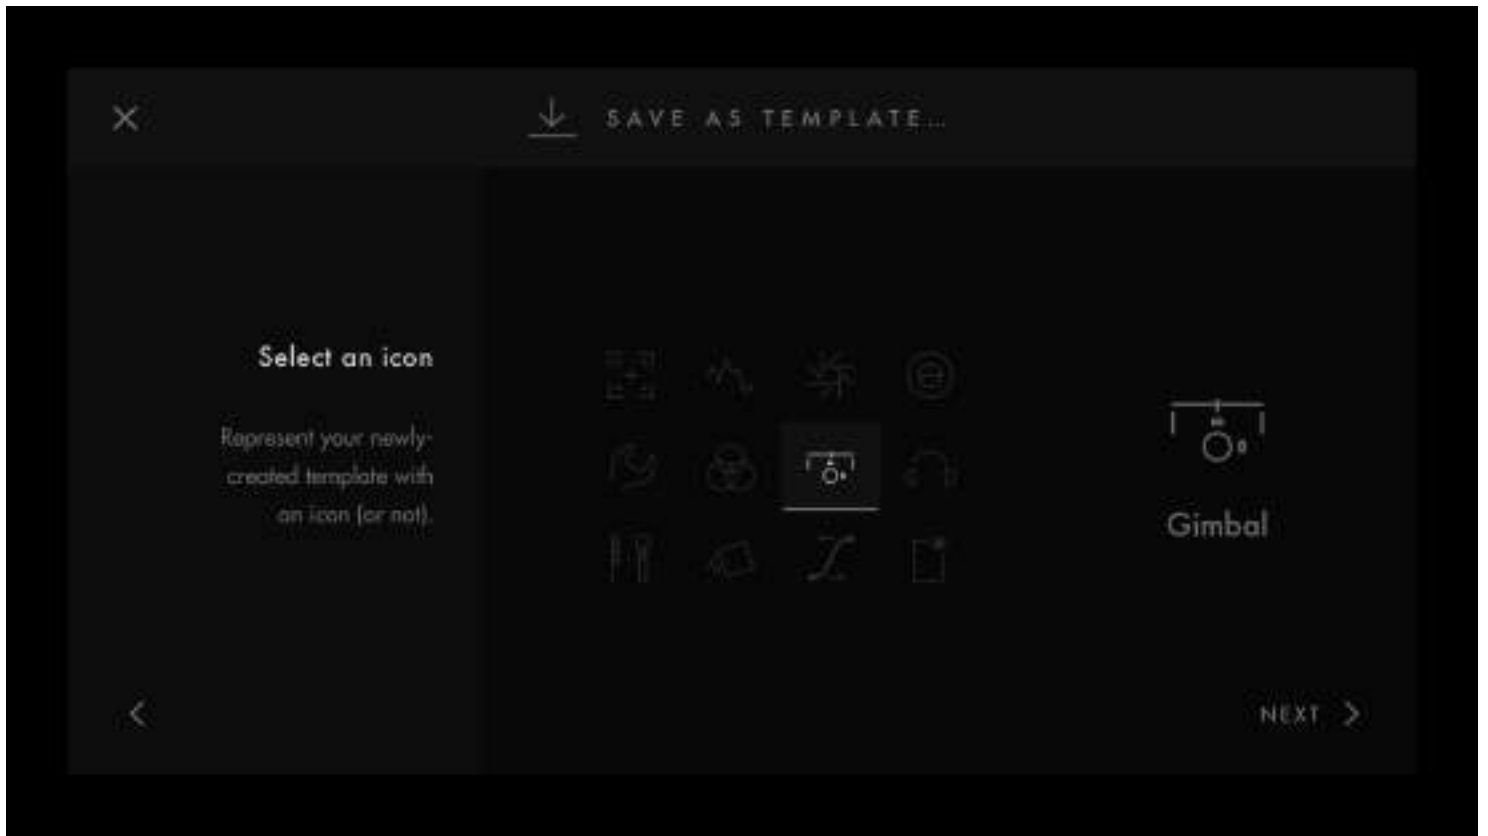 SAVE AS TEMPLATE…
Select an icon
Represent your newly-
created template with
an icon (or not).
Gimbal
NEXT